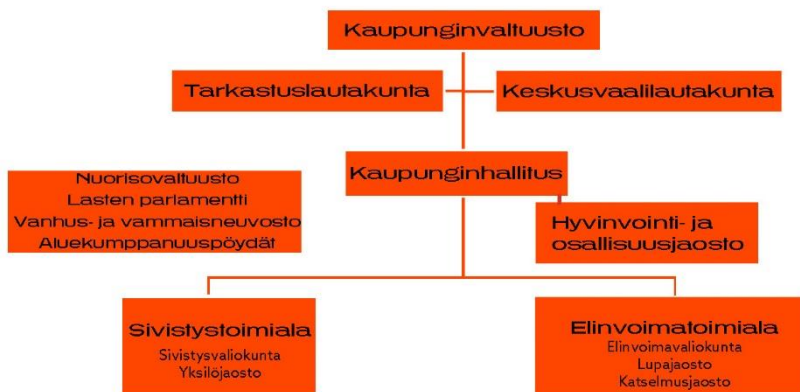 Kaupunginvaltuusto
Tarkastuslautakunta
Keskusvaalilautakunta
Kaupunginhallitus
Nuorisovaltuusto
Lasten parlamentti
Vanhus- ja vammaisneuvosto
Aluekumppanuuspöydät
Hyvinvointi- ja
osallisuusjaosto
Sivistystoimiala
Sivistysvaliokunta
Yksilöjaosto
Elinvoimatoimiala
Elinvoimavaliokunta
Lupajaosto
Katselmusjaosto